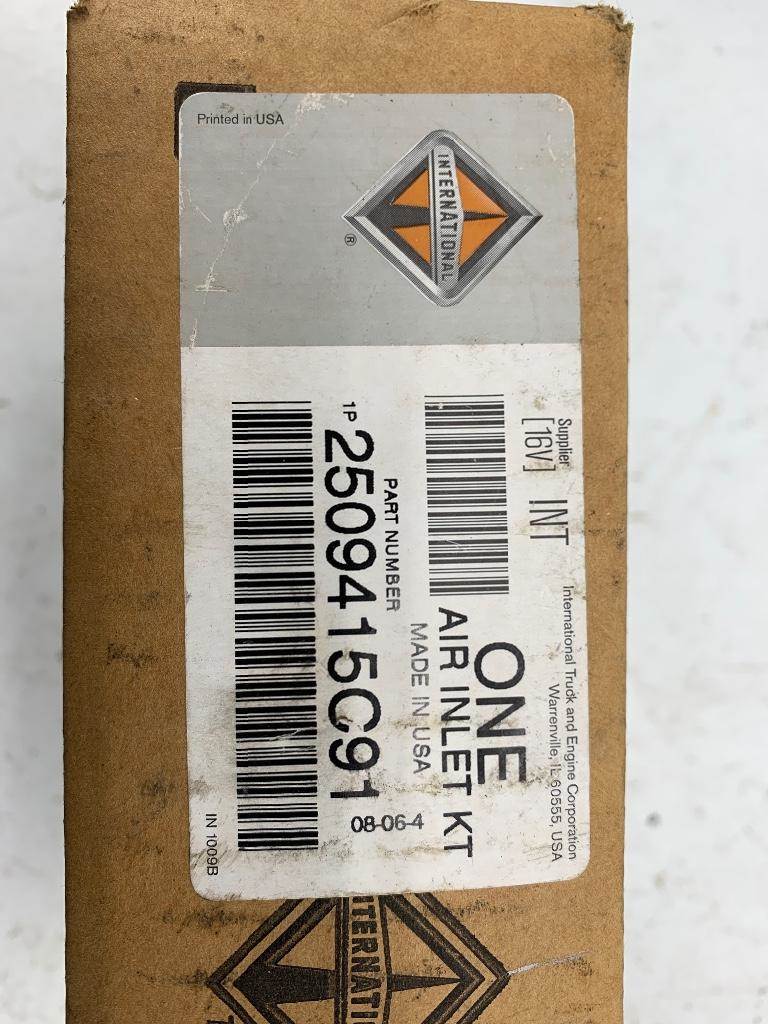 Printed in USA
INTERNATIONAL
®
Supplier
[16V] INT
International Truck and Engine Corporation
Warrenville, IL 60555, USA
ONE
AIR INLET KT
MADE IN USA
PART NUMBER
1P 2509415C91
08-06-4
IN 1009B